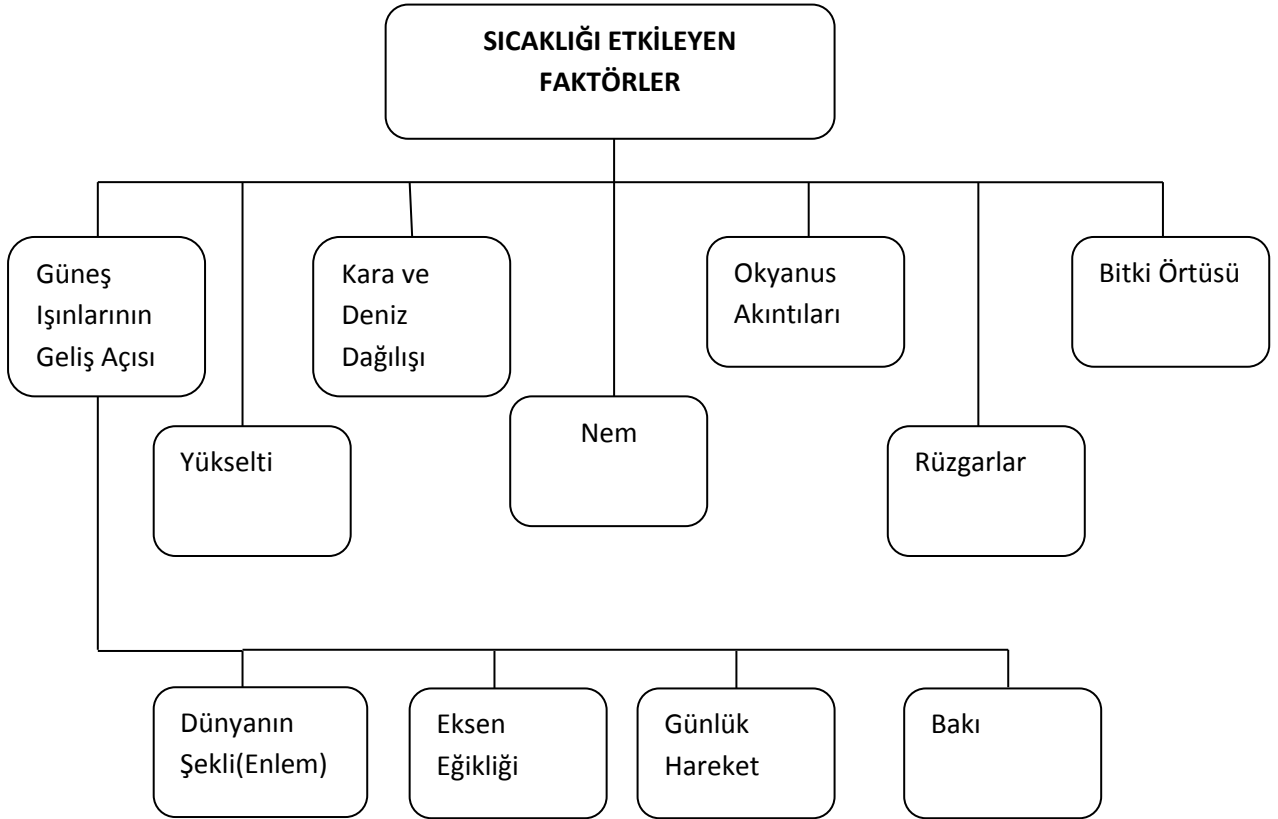 SICAKLIĞI ETKİLEYEN
FAKTÖRLER
Güneş
Işınlarının
Geliş Açısı
Kara ve
Deniz
Dağılışı
Okyanus
Akıntıları
Bitki Örtüsü
Yükselti
Nem
Rüzgarlar
Dünyanın
Şekli(Enlem)
Eksen
Eğikliği
Günlük
Hareket
Bakı